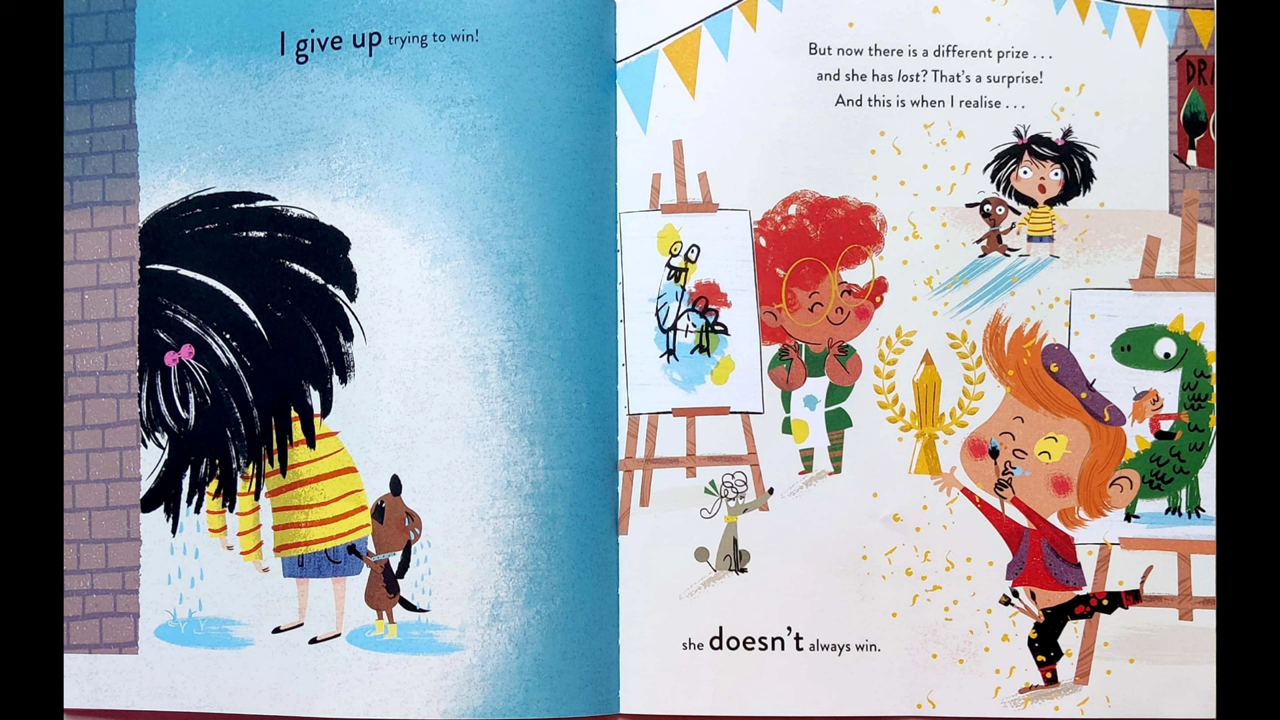 I give up trying to win!
But now there is a different prize . . .
and she has lost? That's a surprise!
And this is when I realise . . .
she doesn't always win.